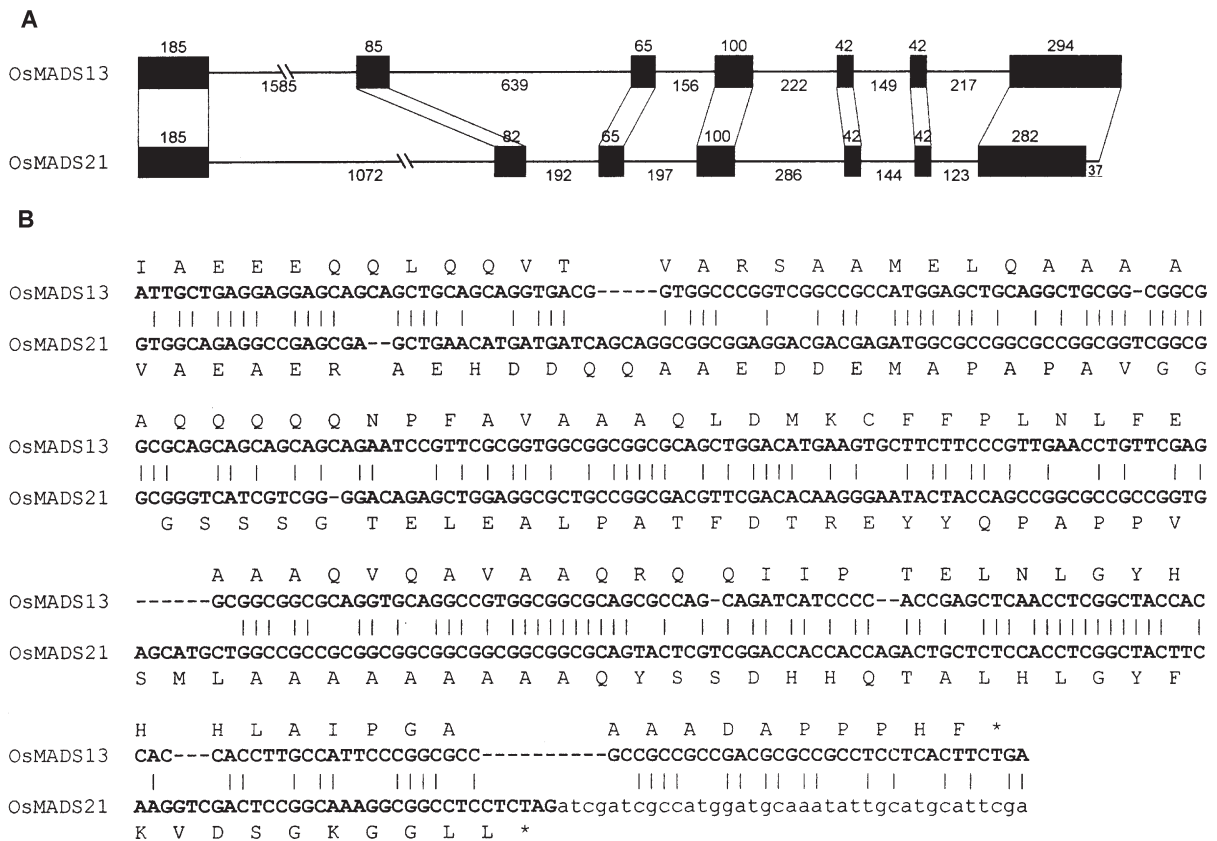 A
185 85 65 100 42 42 294
OsMADS13
1585 639 156 222 149 217
185 82 65 100 42 42 282
OsMADS21
1072 192 197 286 144 123 37
B
I A E E E Q Q L Q Q V T V A R S A A M E L Q A A A A
OsMADS13 ATTGCTGAGGAGGAGCAGCAGCTGCAGCAGGTGACG-----GTGGCCCGGTCGGCCGCCATGGAGCTGCAGGCTGCGG-CGGCG
OsMADS21 GTGGCAGAGGCCGAGCGA--GCTGAACATGATGATCAGCAGGCGGCGGAGGACGACGAGATGGCGCCGGCGCCGGCGGTCGGCG
V A E A E R A E H D D Q Q A A E D D E M A P A P A V G G
A Q Q Q Q Q N P F A V A A A Q L D M K C F F P L N L F E
OsMADS13 GCGCAGCAGCAGCAGCAGAATCCGTTCGCGGTGGCGGCGGCGCAGCTGGACATGAAGTGCTTCTTCCCGTTGAACCTGTTCGAG
OsMADS21 GCGGGTCATCGTCGG-GGACAGAGCTGGAGGCGCTGCCGGCGACGTTCGACACAAGGGAATACTACCAGCCGGCGCCGCCGGTG
G S S S G T E L E A L P A T F D T R E Y Y Q P A P P V
A A A Q V Q A V A A Q R Q Q I I P T E L N L G Y H
OsMADS13 ------GCGGCGGCGCAGGTGCAGGCCGTGGCGGCGCAGCGCCAG-CAGATCATCCCC--ACCGAGCTCAACCTCGGCTACCAC
OsMADS21 AGCATGCTGGCCGCCGCGGCGGCGGCGGCGGCGGCGCAGTACTCGTCGGACCACCACCAGACTGCTCTCCACCTCGGCTACTTC
S M L A A A A A A A A A Q Y S S D H H Q T A L H L G Y F
H H L A I P G A A A A D A P P P H F *
OsMADS13 CAC---CACCTTGCCATTCCCGGCGCC----------GCCGCCGCCGACGCGCCGCCTCCTCACTTCTGA
OsMADS21 AAGGTCGACTCCGGCAAAGGCGGCCTCCTCTAGatcgatcgccatggatgcaaatattgcatgcattcga
K V D S G K G G L L *